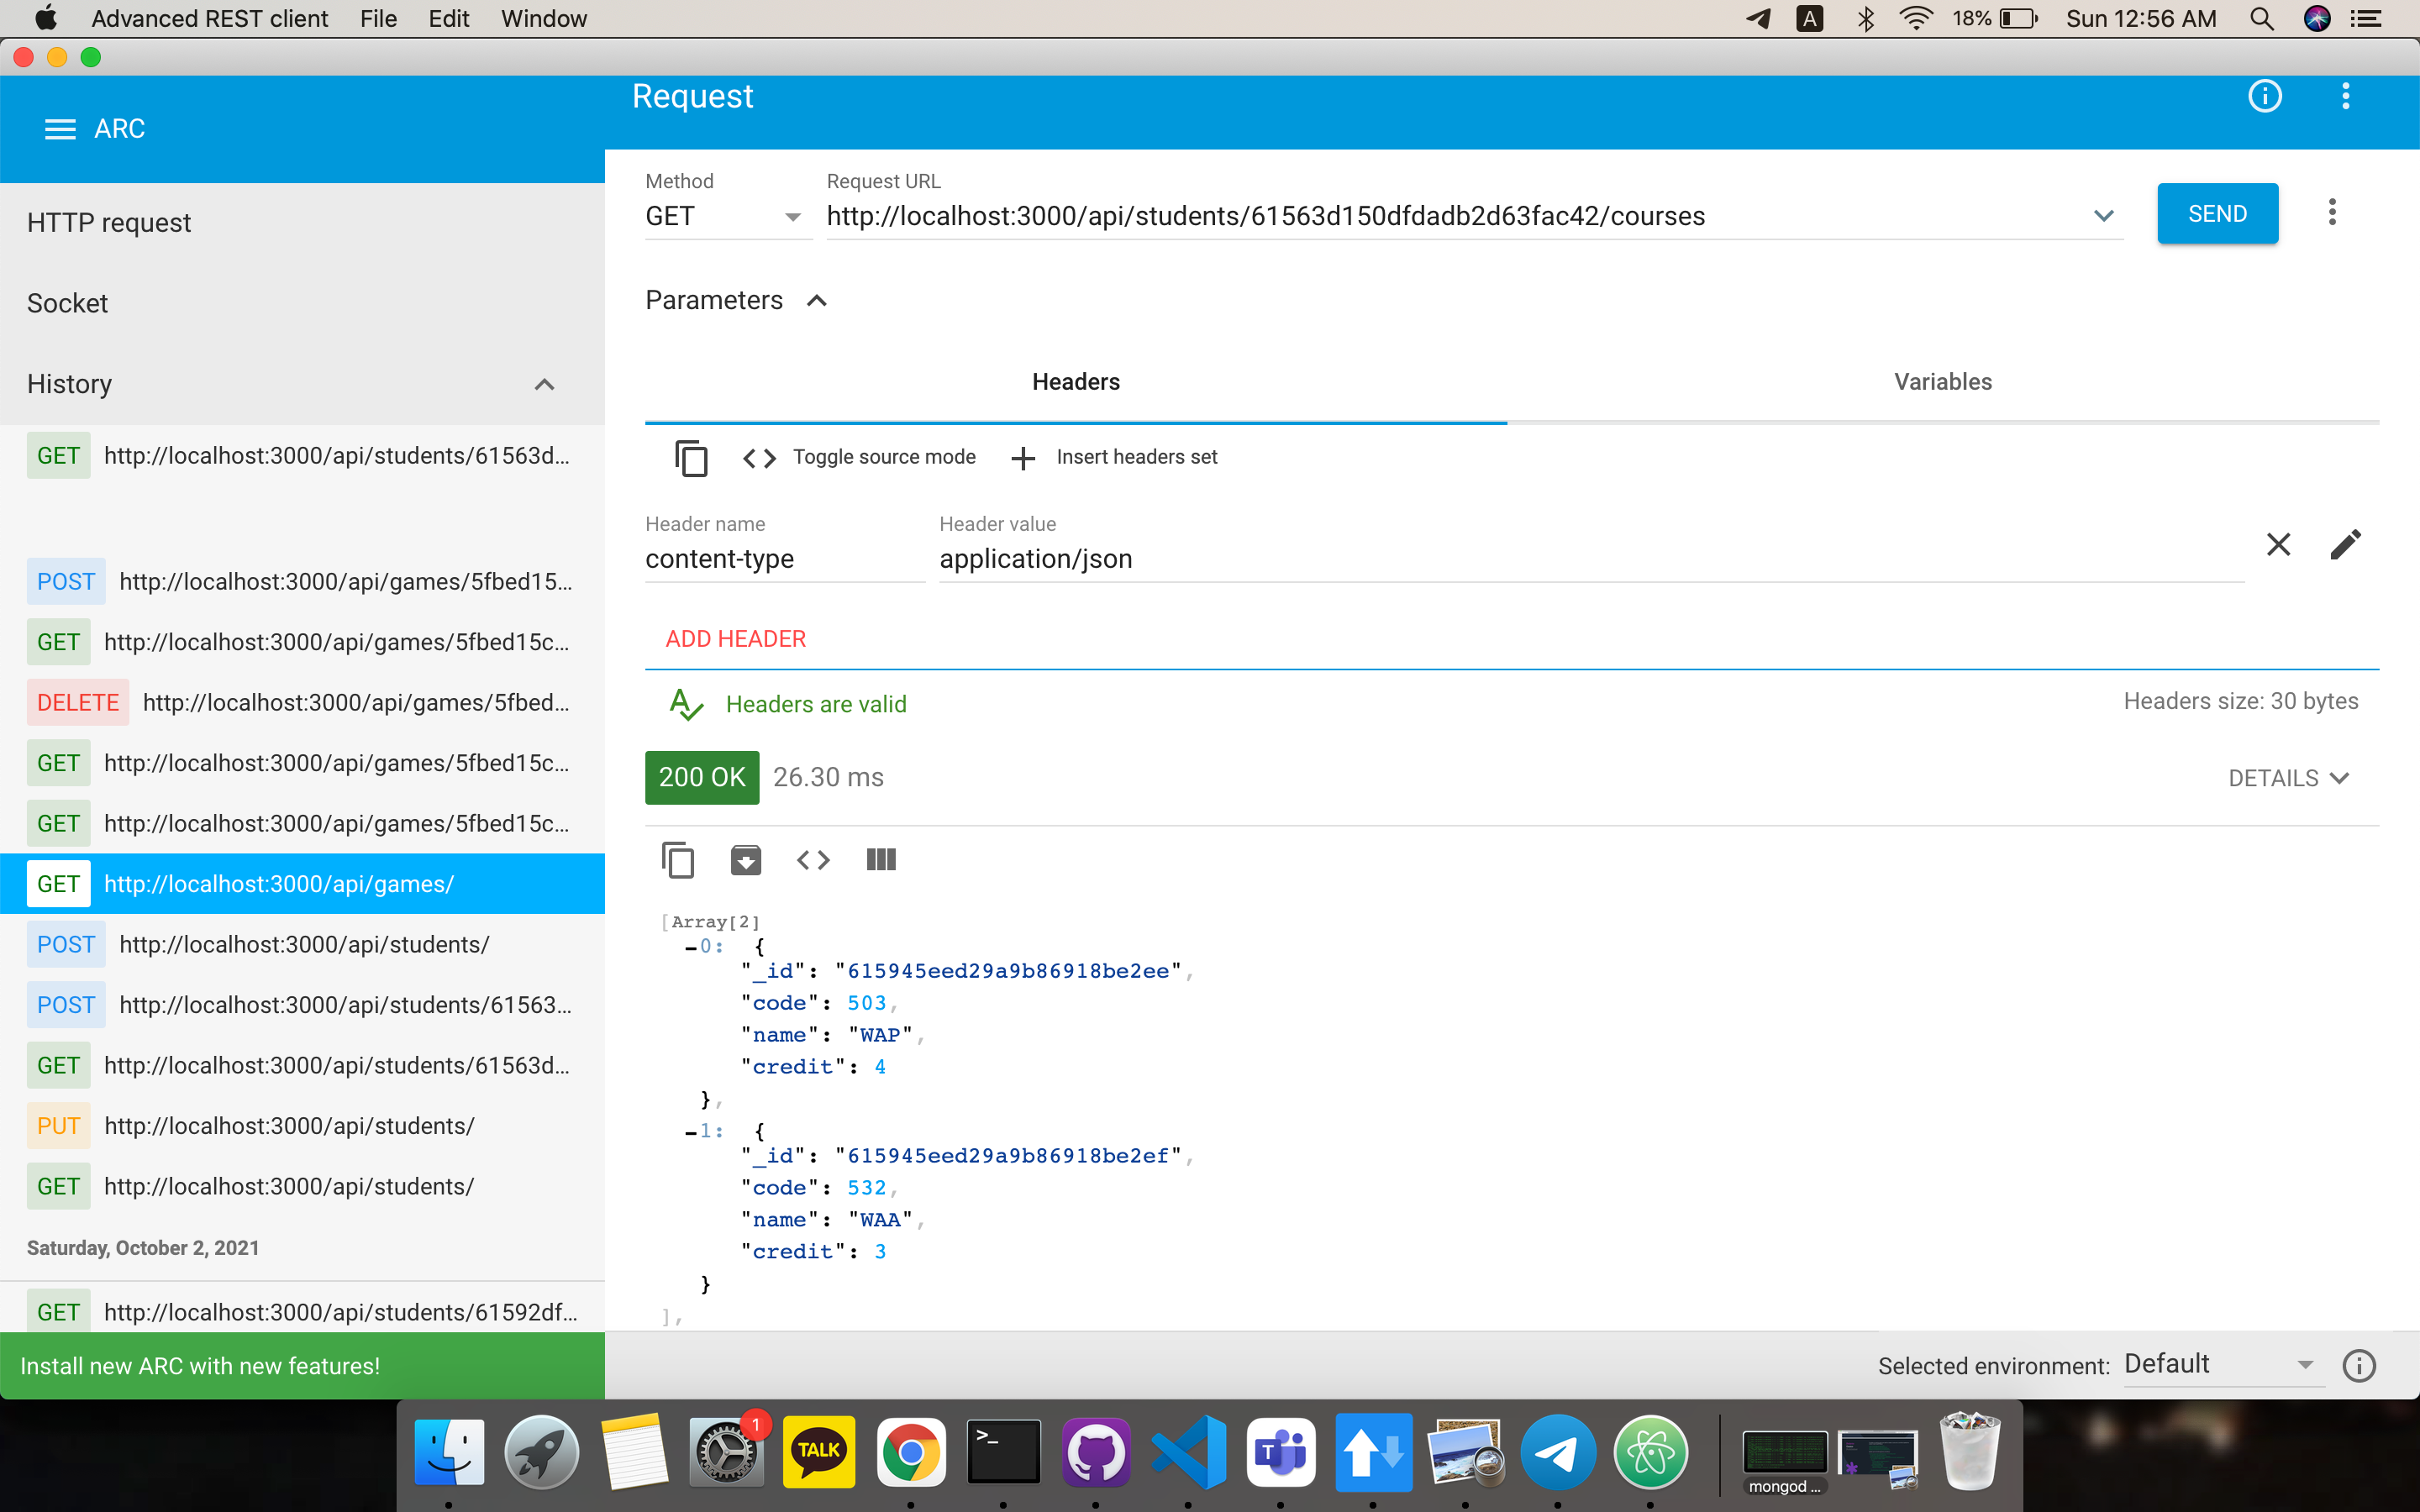 Advanced REST client File Edit Window
A 18% Sun 12:56 AM
ARC
Request
HTTP request
Socket
History
GET http://localhost:3000/api/students/61563d...
POST http://localhost:3000/api/games/5fbed15...
GET http://localhost:3000/api/games/5fbed15c...
DELETE http://localhost:3000/api/games/5fbed...
GET http://localhost:3000/api/games/5fbed15c...
GET http://localhost:3000/api/games/5fbed15c...
GET http://localhost:3000/api/games/
POST http://localhost:3000/api/students/
POST http://localhost:3000/api/students/61563...
GET http://localhost:3000/api/students/61563d...
PUT http://localhost:3000/api/students/
GET http://localhost:3000/api/students/
Saturday, October 2, 2021
GET http://localhost:3000/api/students/61592df...
Install new ARC with new features!
Method
GET
Request URL
http://localhost:3000/api/students/61563d150dfdadb2d63fac42/courses
SEND
Parameters
Headers Variables
Toggle source mode Insert headers set
Header name
content-type
Header value
application/json
ADD HEADER
Headers are valid
Headers size: 30 bytes
200 OK 26.30 ms
DETAILS
[Array[2]
-0: {
"_id": "615945eed29a9b86918be2ee",
"code": 503,
"name": "WAP",
"credit": 4
},
-1: {
"_id": "615945eed29a9b86918be2ef",
"code": 532,
"name": "WAA",
"credit": 3
}
],
Selected environment: Default
1
TALK
>_
T
mongod ...